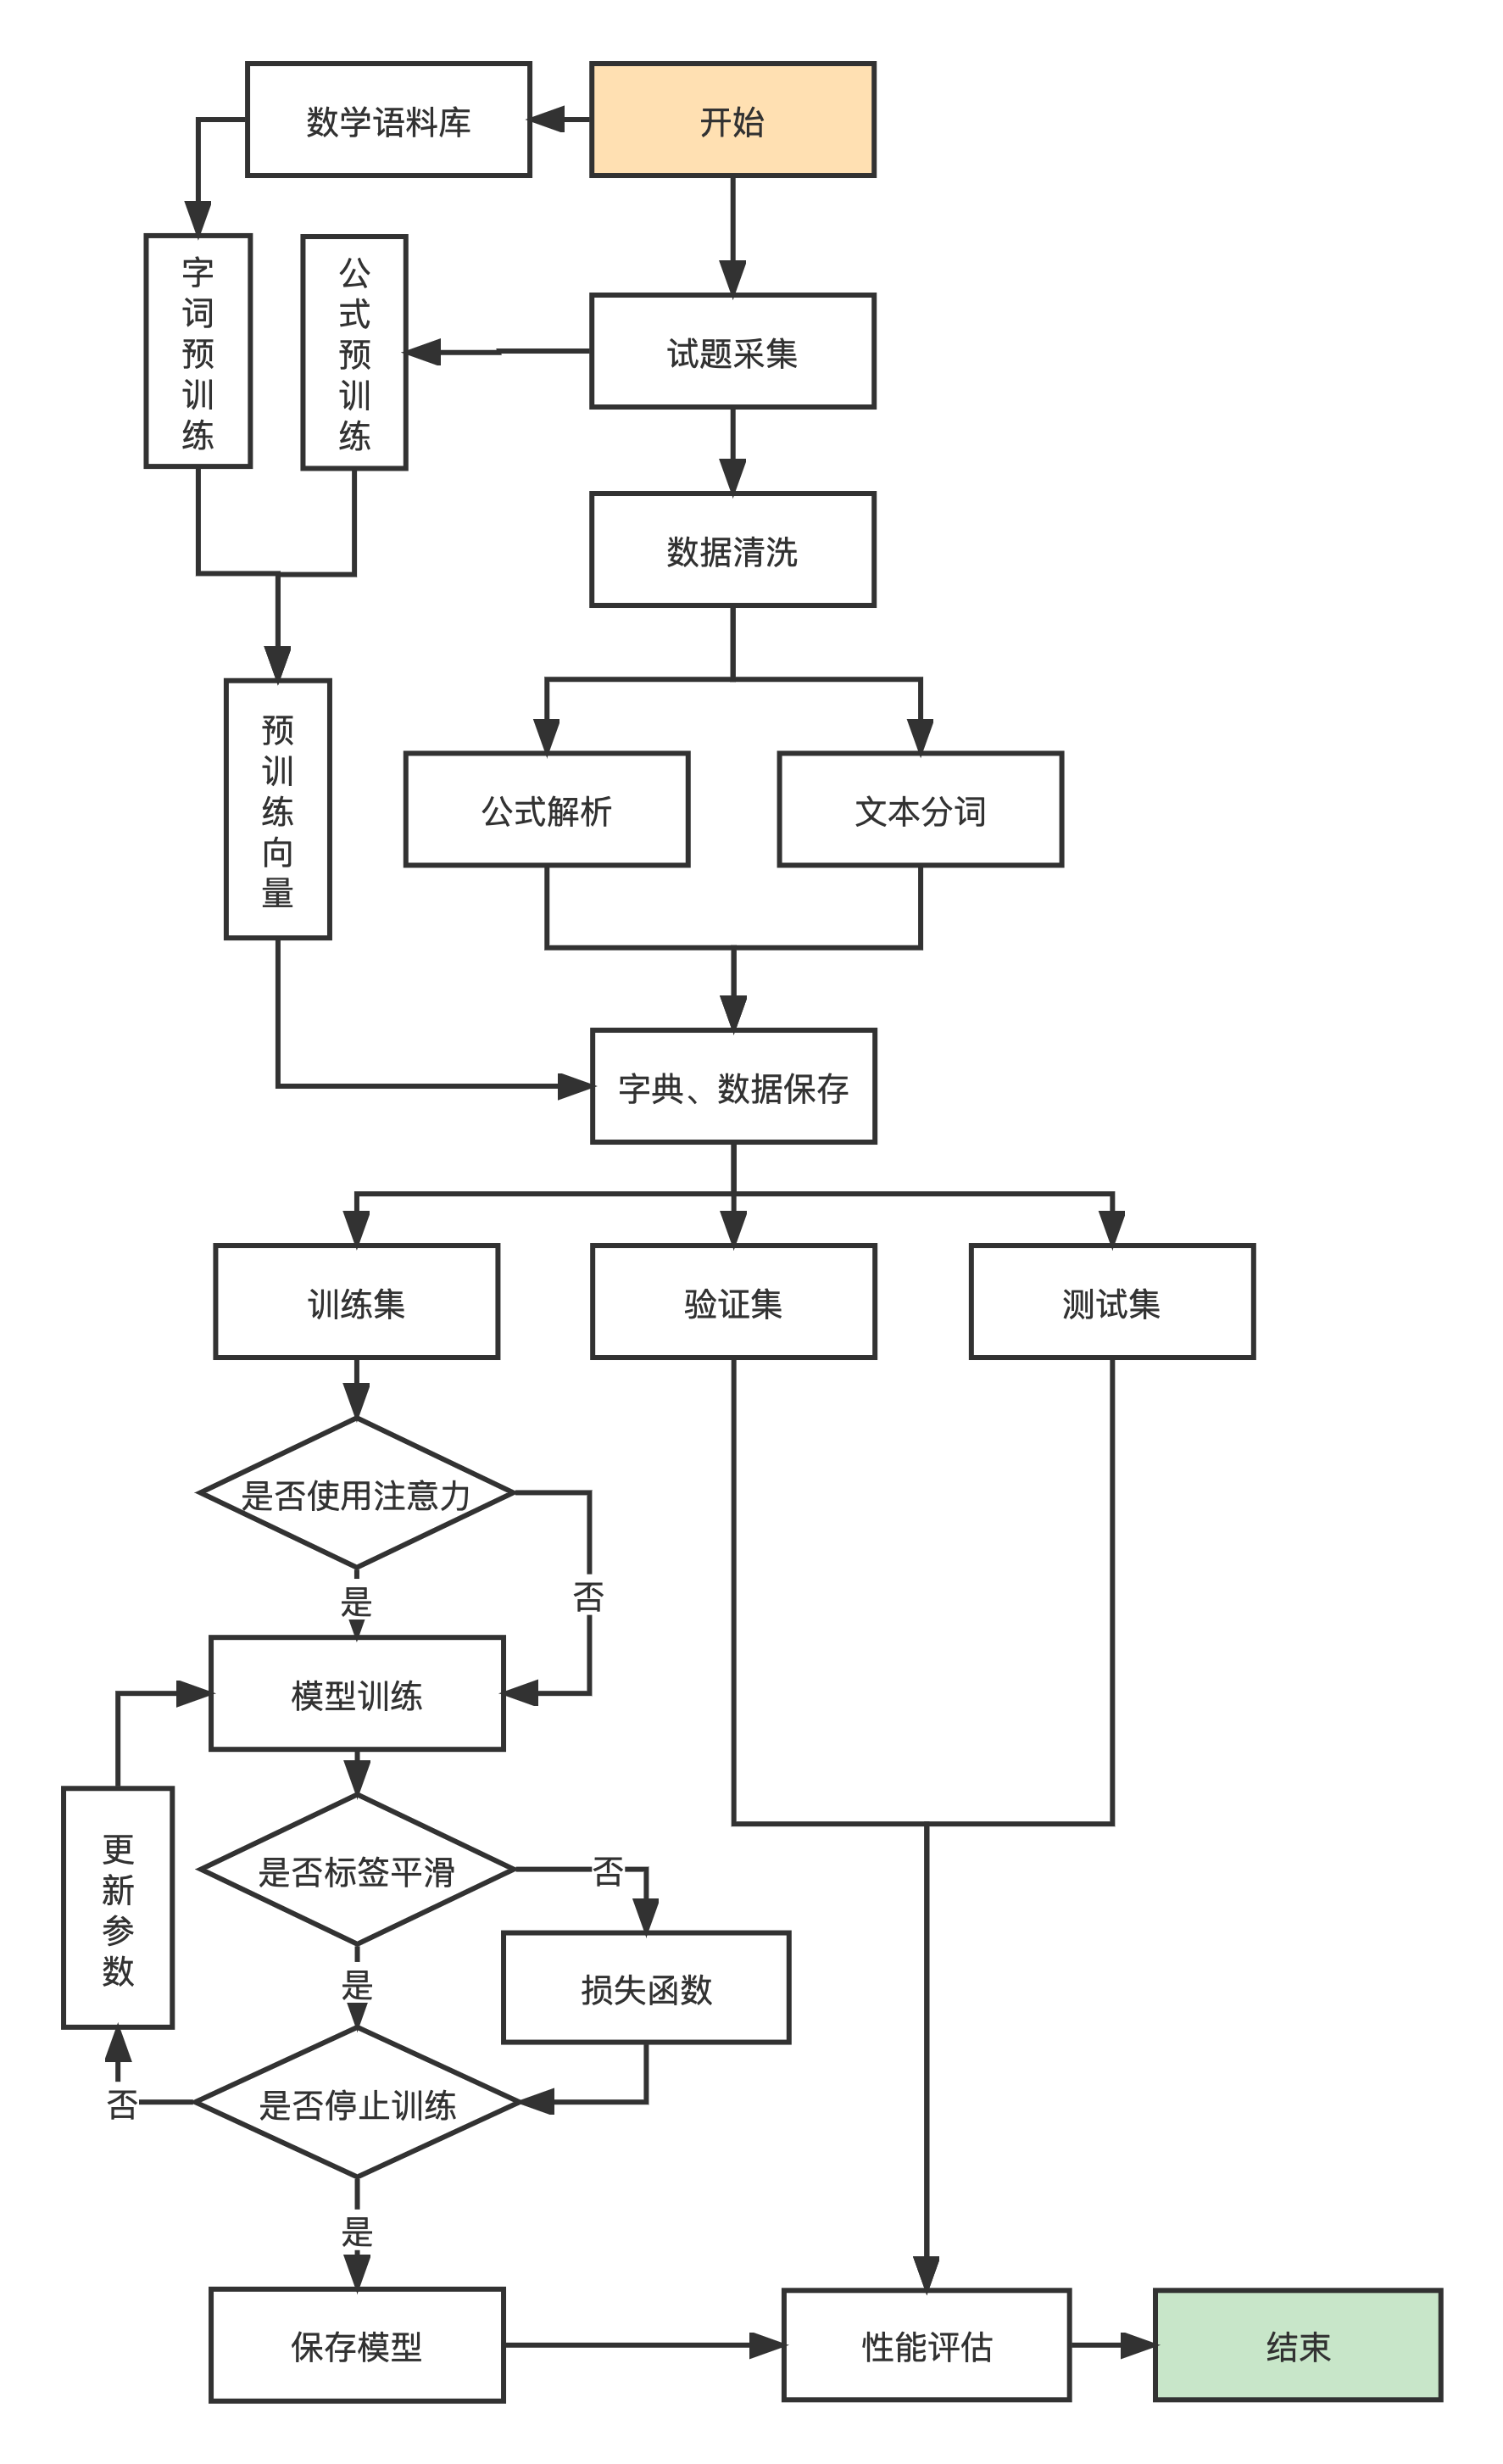 数学语料库
开始
字词预训练
公式预训练
试题采集
数据清洗
预训练向量
公式解析
文本分词
字典、数据保存
训练集
验证集
测试集
是否使用注意力
否
是
模型训练
更新参数
是否标签平滑
否
是
损失函数
是否停止训练
否
是
保存模型
性能评估
结束